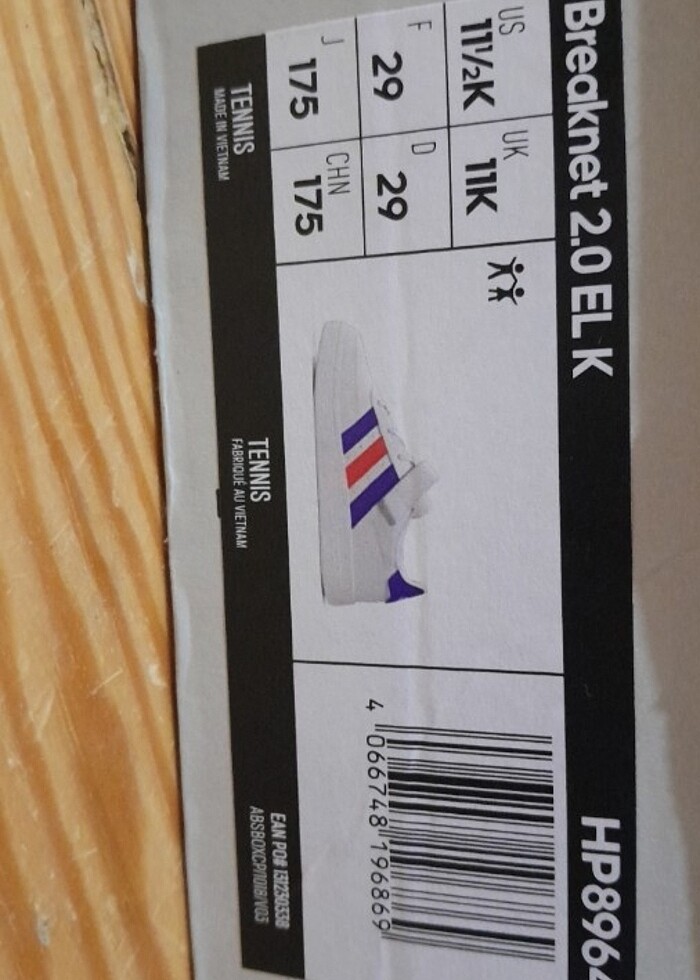 Breaknet 2.0 EL K
HP896
US
11½K
UK
11K
F
29
D
29
J
175
CHN
175
4 066748 196869
TENNIS
MADE IN VIETNAM
TENNIS
FABRIQUÉ AU VIETNAM
EAN PO#